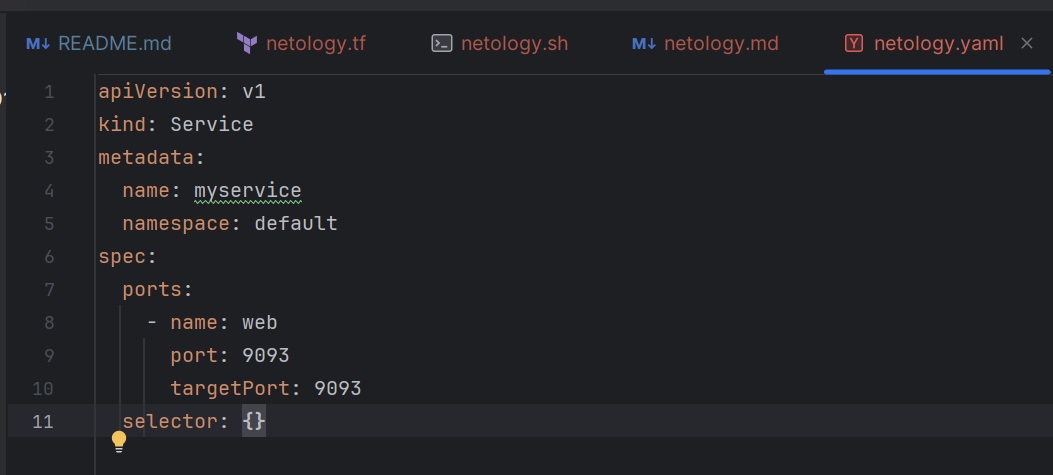 README.md netology.tf netology.sh netology.md netology.yaml
1 apiVersion: v1
2 kind: Service
3 metadata:
4   name: myservice
5   namespace: default
6 spec:
7   ports:
8     - name: web
9       port: 9093
10       targetPort: 9093
11   selector: {}